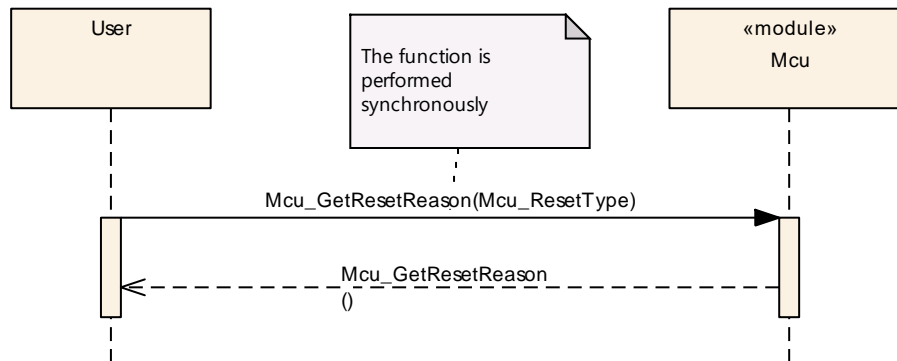 User
The function is
performed
synchronously
«module»
Mcu
Mcu_GetResetReason(Mcu_ResetType)
Mcu_GetResetReason
()